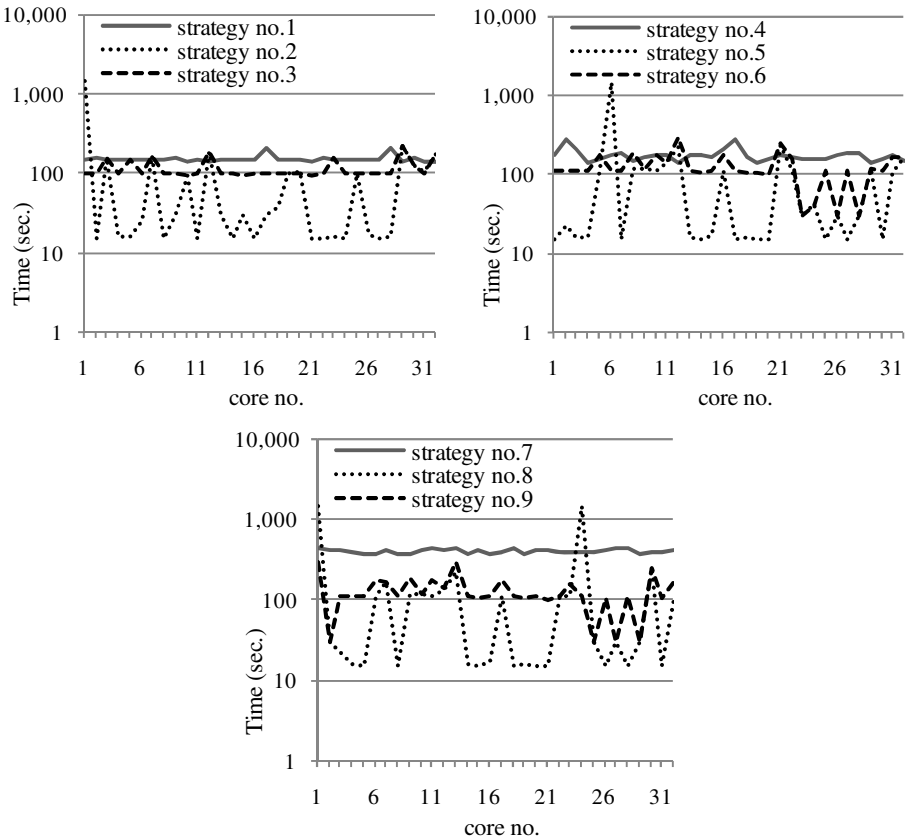 10,000
1,000
100
10
1
Time (sec.)
strategy no.1
strategy no.2
strategy no.3
1 6 11 16 21 26 31
core no.
10,000
1,000
100
10
1
Time (sec.)
strategy no.4
strategy no.5
strategy no.6
1 6 11 16 21 26 31
core no.
10,000
1,000
100
10
1
Time (sec.)
strategy no.7
strategy no.8
strategy no.9
1 6 11 16 21 26 31
core no.